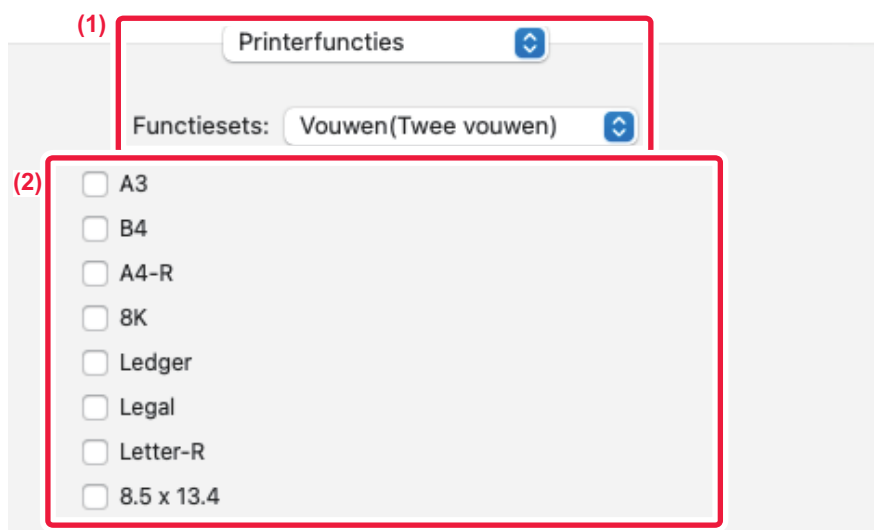 (1)
Printerfuncties
Functiesets: Vouwen(Twee vouwen)
(2)
A3
B4
A4-R
8K
Ledger
Legal
Letter-R
8.5 x 13.4